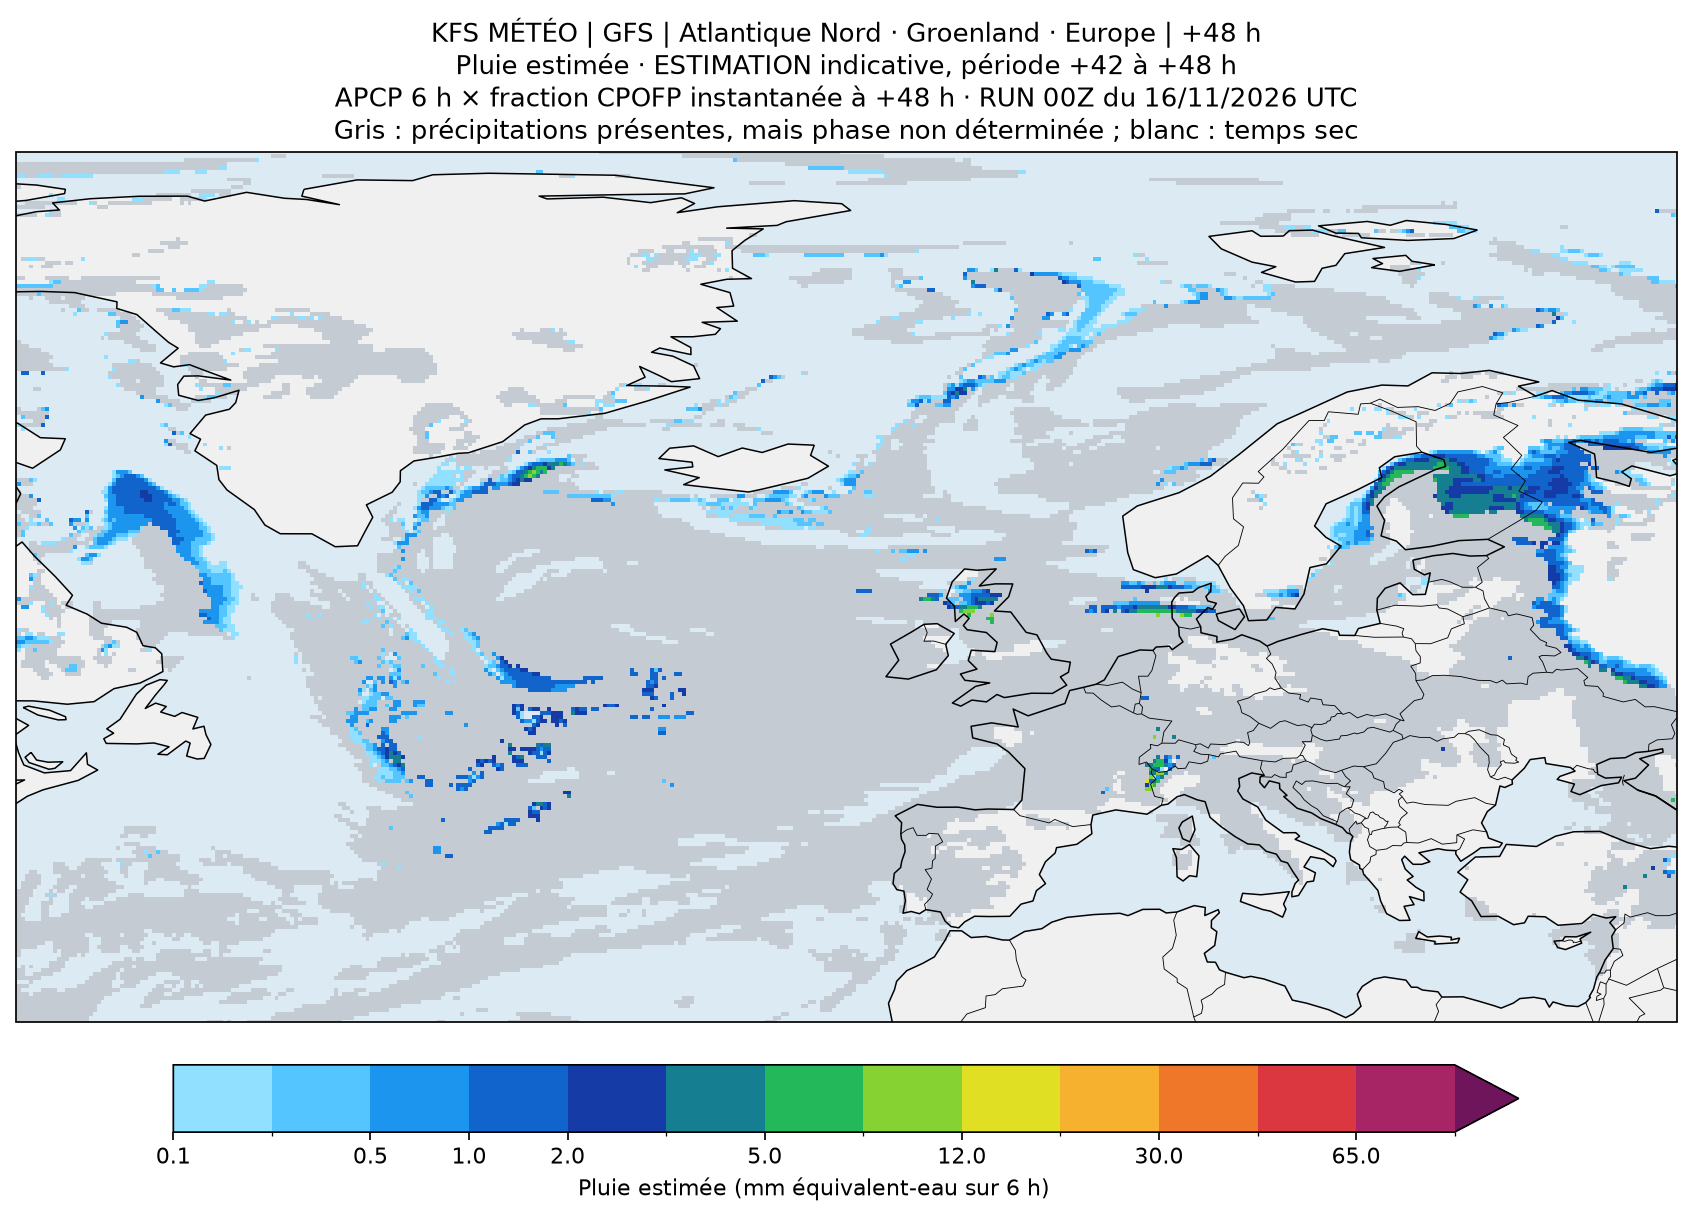 KFS MÉTÉO | GFS | Atlantique Nord · Groenland · Europe | +48 h
Pluie estimée · ESTIMATION indicative, période +42 à +48 h
APCP 6 h × fraction CPOFP instantanée à +48 h · RUN 00Z du 16/11/2026 UTC
Gris : précipitations présentes, mais phase non déterminée ; blanc : temps sec
0.1 0.5 1.0 2.0 5.0 12.0 30.0 65.0
Pluie estimée (mm équivalent-eau sur 6 h)